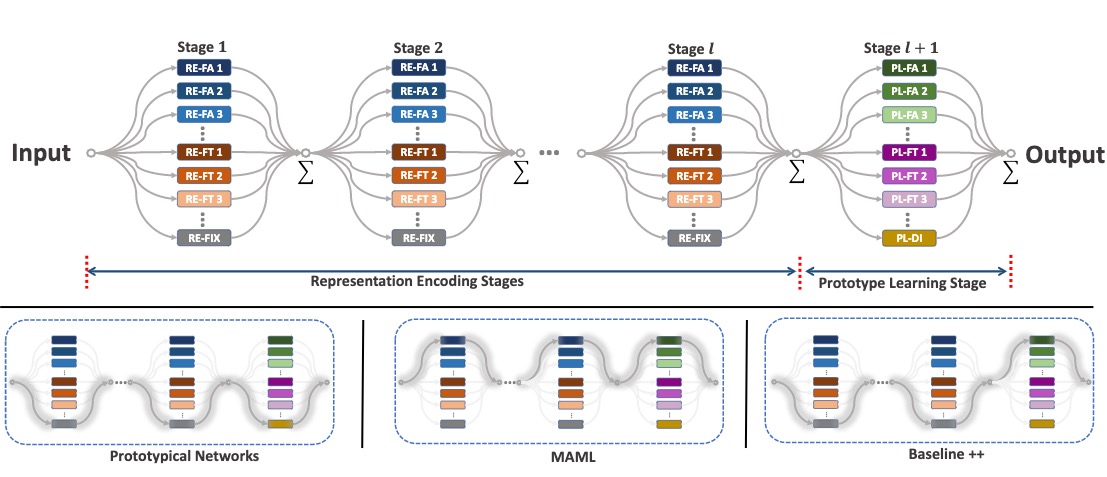 Stage 1
RE-FA 1
RE-FA 2
RE-FA 3
RE-FT 1
RE-FT 2
RE-FT 3
RE-FIX
Stage 2
RE-FA 1
RE-FA 2
RE-FA 3
RE-FT 1
RE-FT 2
RE-FT 3
RE-FIX
Stage l
RE-FA 1
RE-FA 2
RE-FA 3
RE-FT 1
RE-FT 2
RE-FT 3
RE-FIX
Stage l + 1
PL-FA 1
PL-FA 2
PL-FA 3
PL-FT 1
PL-FT 2
PL-FT 3
PL-DI
Input
∑
∑
...
∑
∑
Output
Representation Encoding Stages
Prototype Learning Stage
Prototypical Networks
MAML
Baseline ++